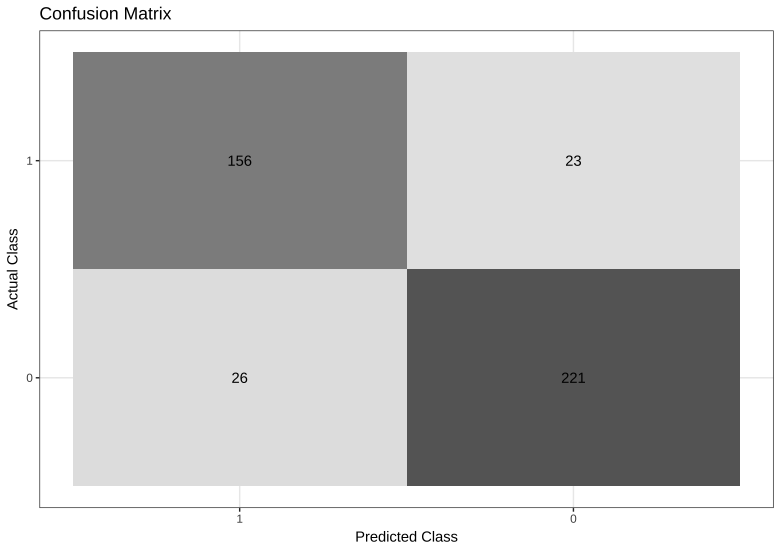 Confusion Matrix
Actual Class
1
156
23
0
26
221
1
0
Predicted Class